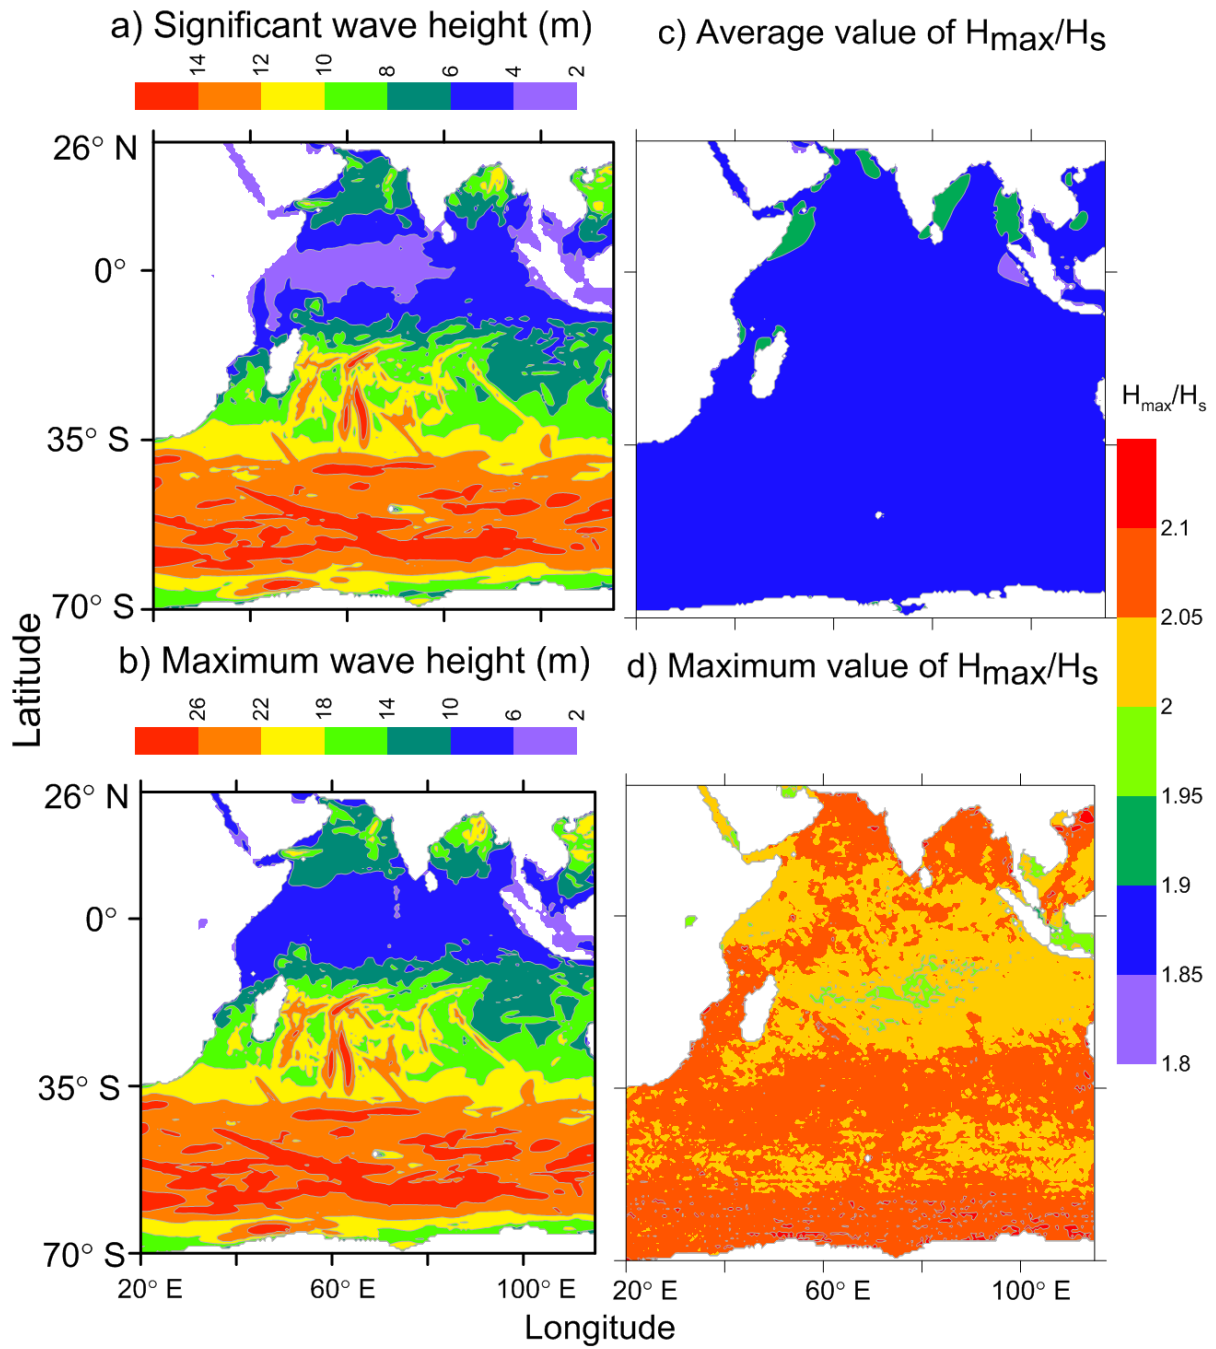 a) Significant wave height (m)
14 12 10 8 6 4 2
26° N
0°
35° S
70° S
c) Average value of Hmax/Hs
Latitude
b) Maximum wave height (m)
26 22 18 14 10 6 2
26° N
0°
35° S
70° S
20° E 60° E 100° E
d) Maximum value of Hmax/Hs
20° E 60° E 100° E
Longitude
Hmax/Hs
2.1
2.05
2
1.95
1.9
1.85
1.8